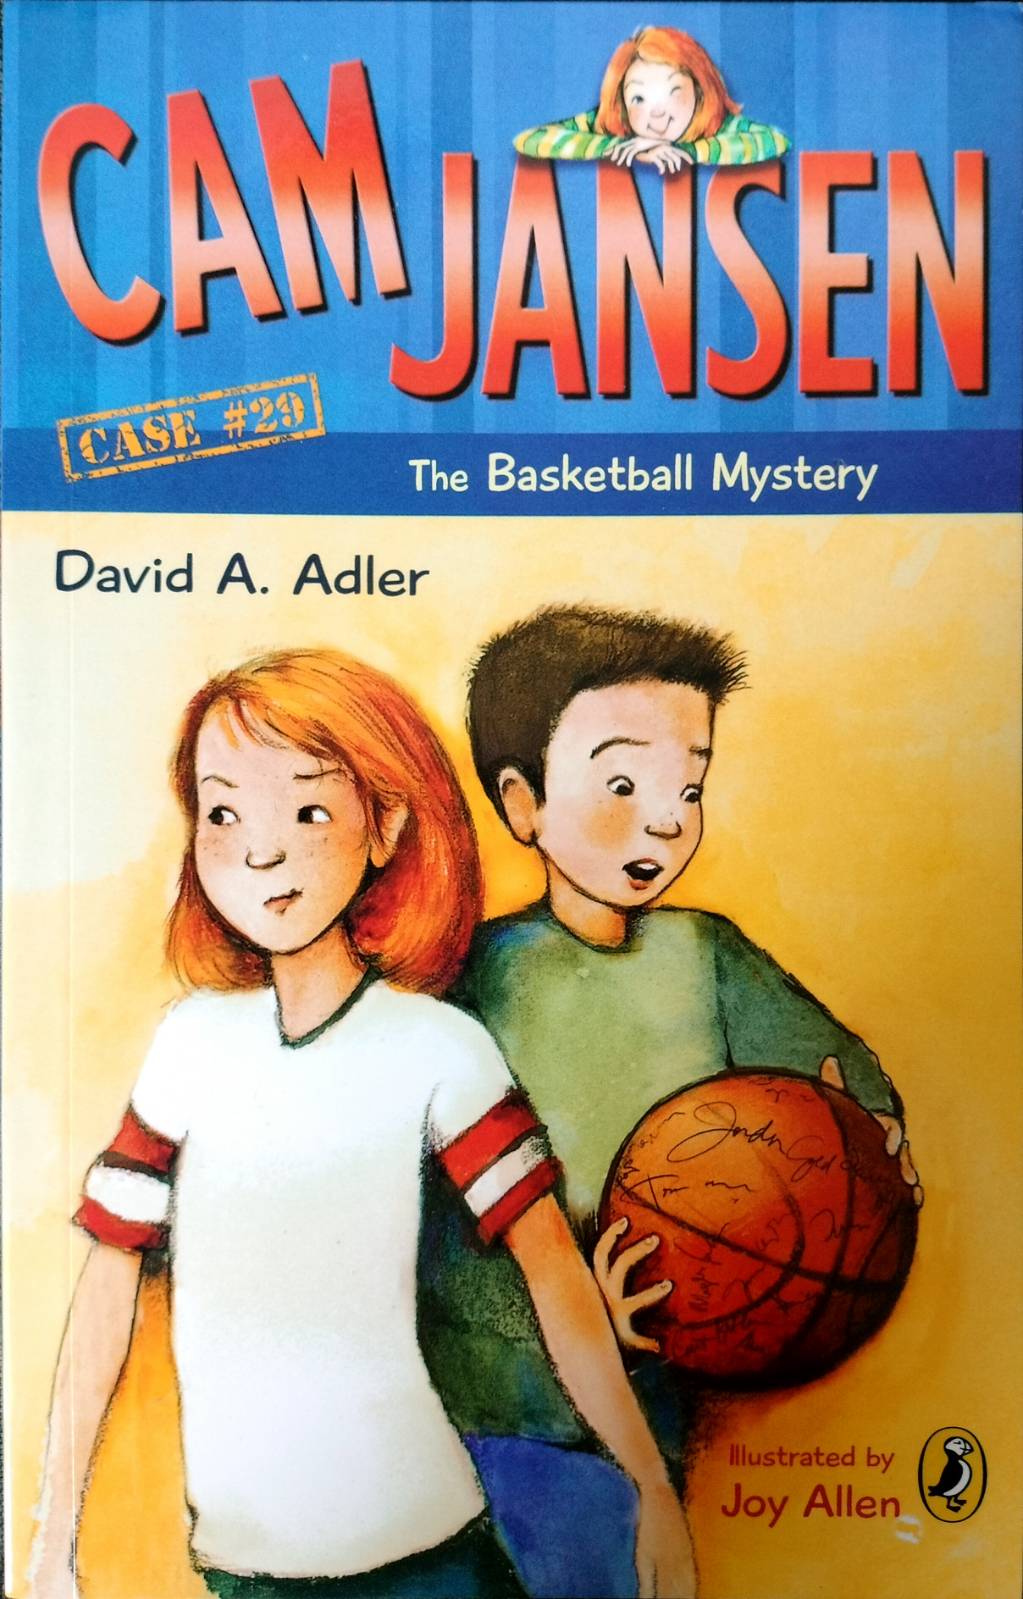 CAM
JANSEN
CASE #29
The Basketball Mystery
David A. Adler
Illustrated by
Joy Allen